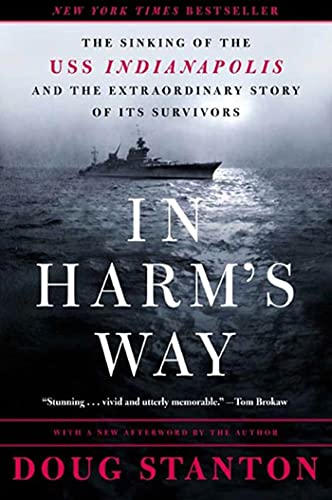 NEW YORK TIMES BESTSELLER
THE SINKING OF THE
USS INDIANAPOLIS
AND THE EXTRAORDINARY STORY
OF ITS SURVIVORS
IN
HARM'S
WAY
"Stunning . . . vivid and utterly memorable."—Tom Brokaw
WITH A NEW AFTERWORD BY THE AUTHOR
DOUG STANTON